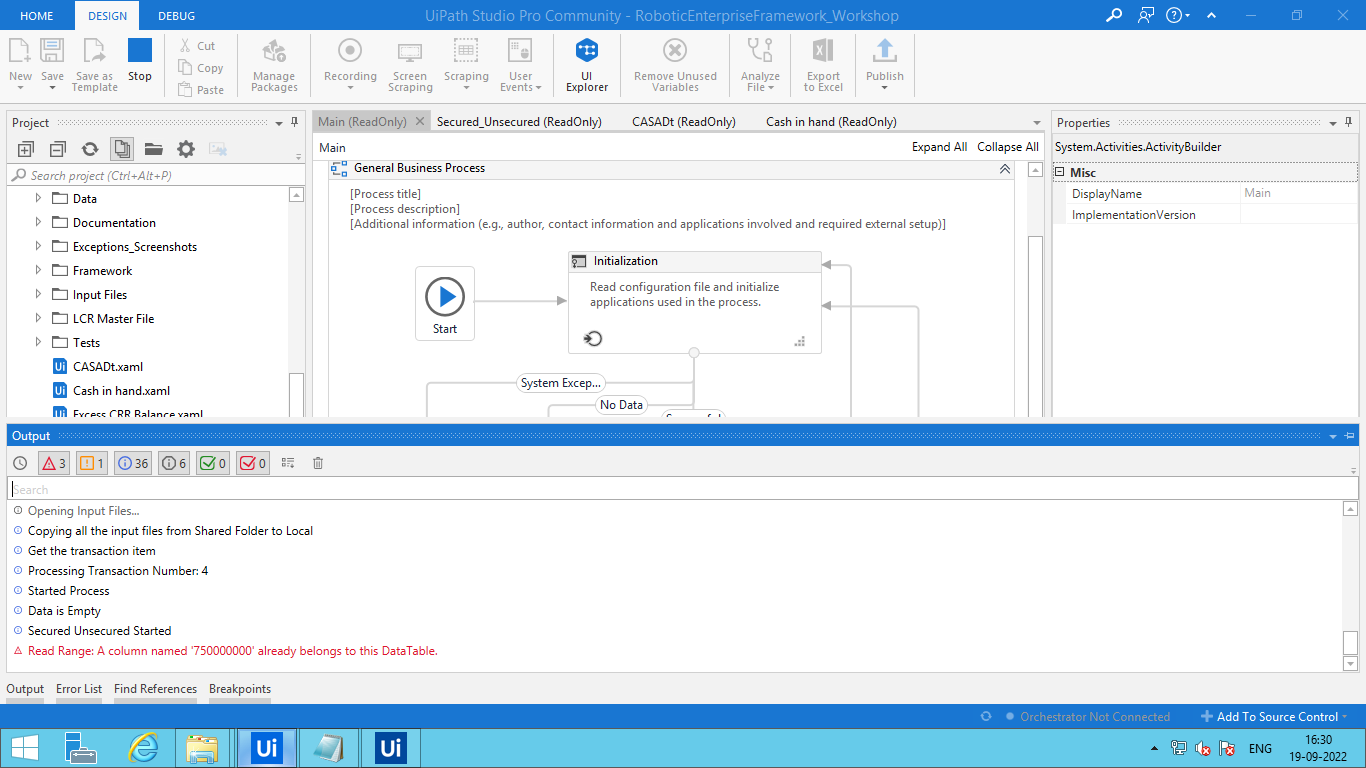 HOME DESIGN DEBUG UiPath Studio Pro Community - RoboticEnterpriseFramework_Workshop
New Save Save as Template Stop
Cut
Copy
Paste
Manage Packages
Recording
Screen Scraping
Scraping
User Events
UI Explorer
Remove Unused Variables
Analyze File
Export to Excel
Publish
Project
Search project (Ctrl+Alt+P)
Data
Documentation
Exceptions_Screenshots
Framework
Input Files
LCR Master File
Tests
Ui CASADt.xaml
Ui Cash in hand.xaml
Ui Excess CRR Balance.xaml
Main (ReadOnly) Secured_Unsecured (ReadOnly) CASADt (ReadOnly) Cash in hand (ReadOnly)
Main Expand All Collapse All
General Business Process
[Process title]
[Process description]
[Additional information (e.g., author, contact information and applications involved and required external setup)]
Start
Initialization
Read configuration file and initialize
applications used in the process.
System Excep...
No Data
Properties
System.Activities.ActivityBuilder
Misc
DisplayName Main
ImplementationVersion
Output
3 1 36 6 0 0
Search
Opening Input Files...
Copying all the input files from Shared Folder to Local
Get the transaction item
Processing Transaction Number: 4
Started Process
Data is Empty
Secured Unsecured Started
Read Range: A column named '750000000' already belongs to this DataTable.
Output Error List Find References Breakpoints
Orchestrator Not Connected Add To Source Control
Ui Ui ENG 16:30
19-09-2022